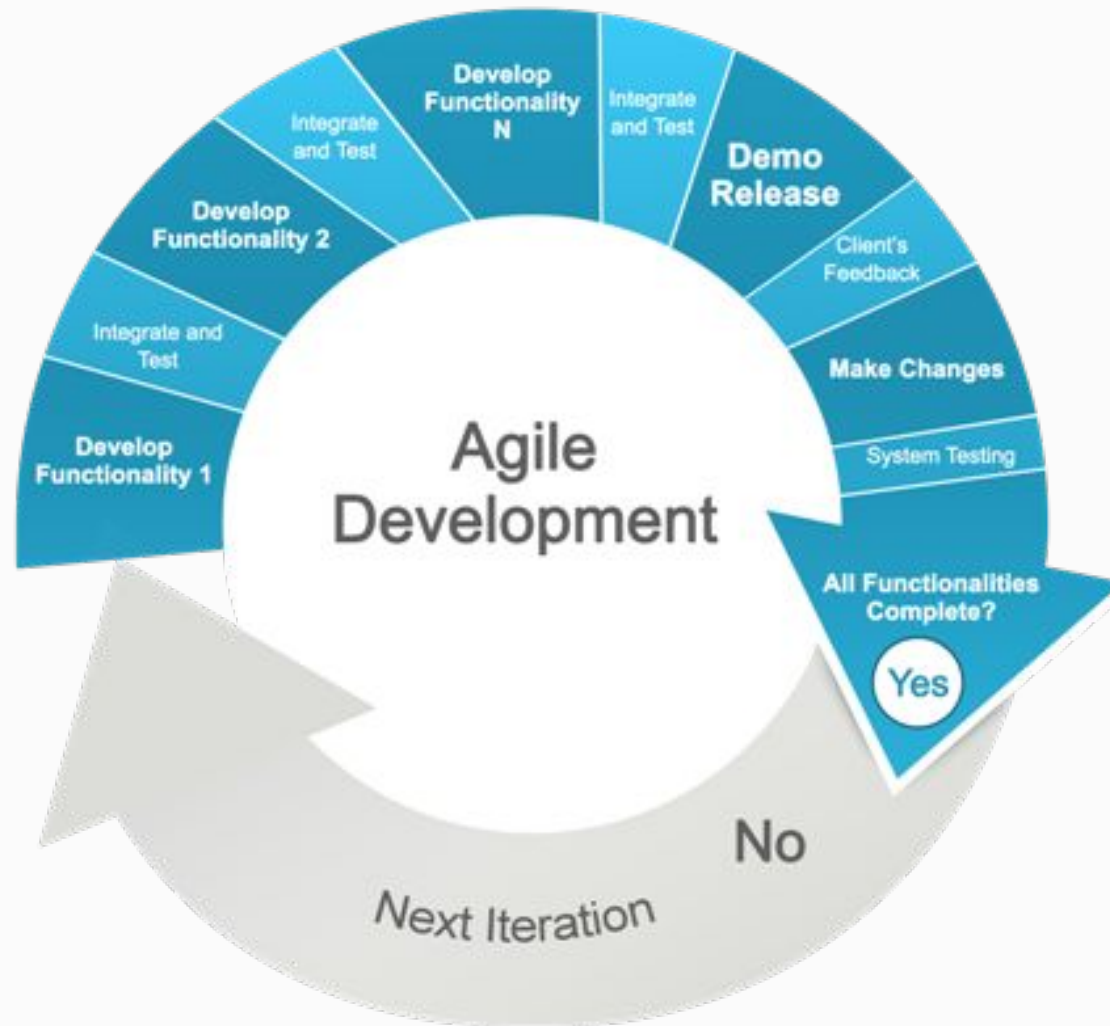 Develop
Functionality 1
Integrate and
Test
Develop
Functionality 2
Integrate
and Test
Develop
Functionality
N
Integrate
and Test
Demo
Release
Client's
Feedback
Make Changes
System Testing
All Functionalities
Complete?
Yes
No
Next Iteration
Agile
Development